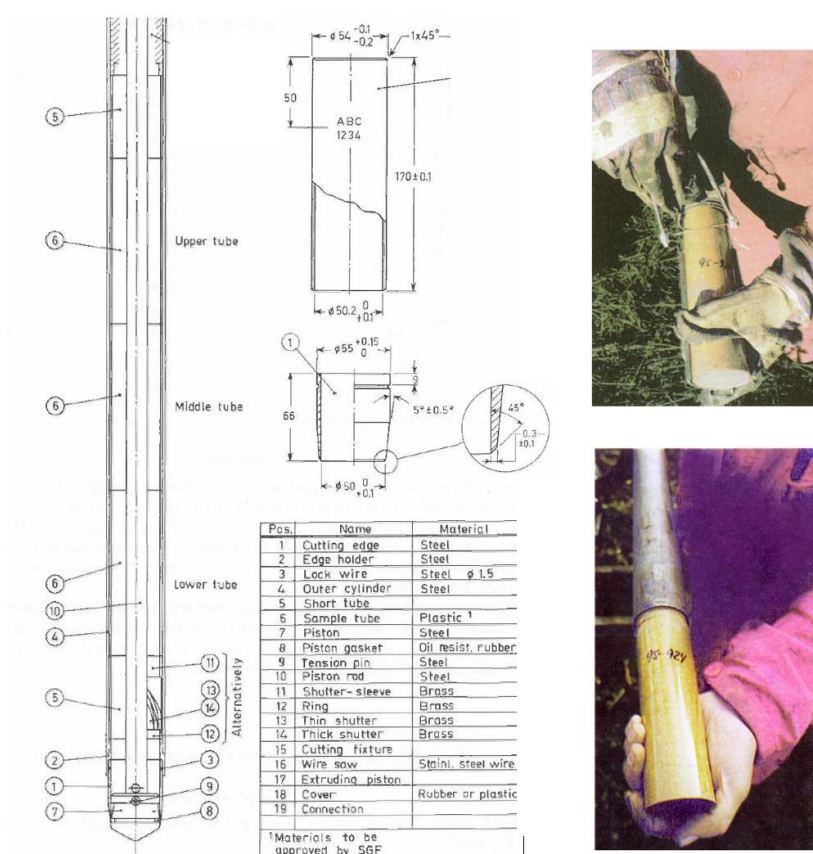 5
6
6
6
10
4
5
2
1
7
Upper tube
Middle tube
Lower tube
11
13
14
12
3
9
8
Alternatively
ø54 -0.1 -0.2
1x45°
50
ABC
1234
170±0.1
ø50.2 0 +0.1
1
ø55 +0.15 0
9
66
5°±0.5°
45°
0.3 ±0.1
ø50 0 +0.1
Pos. Name Material
1 Cutting edge Steel
2 Edge holder Steel
3 Lock wire Steel ø 1.5
4 Outer cylinder Steel
5 Short tube
6 Sample tube Plastic ¹
7 Piston Steel
8 Piston gasket Oil resist, rubber
9 Tension pin Steel
10 Piston rod Steel
11 Shutter-sleeve Brass
12 Ring Brass
13 Thin shutter Brass
14 Thick shutter Brass
15 Cutting fixture
16 Wire saw Stainl. steel wire
17 Extruding piston
18 Cover Rubber or plastic
19 Connection
¹Materials to be
approved by SGF
95-924